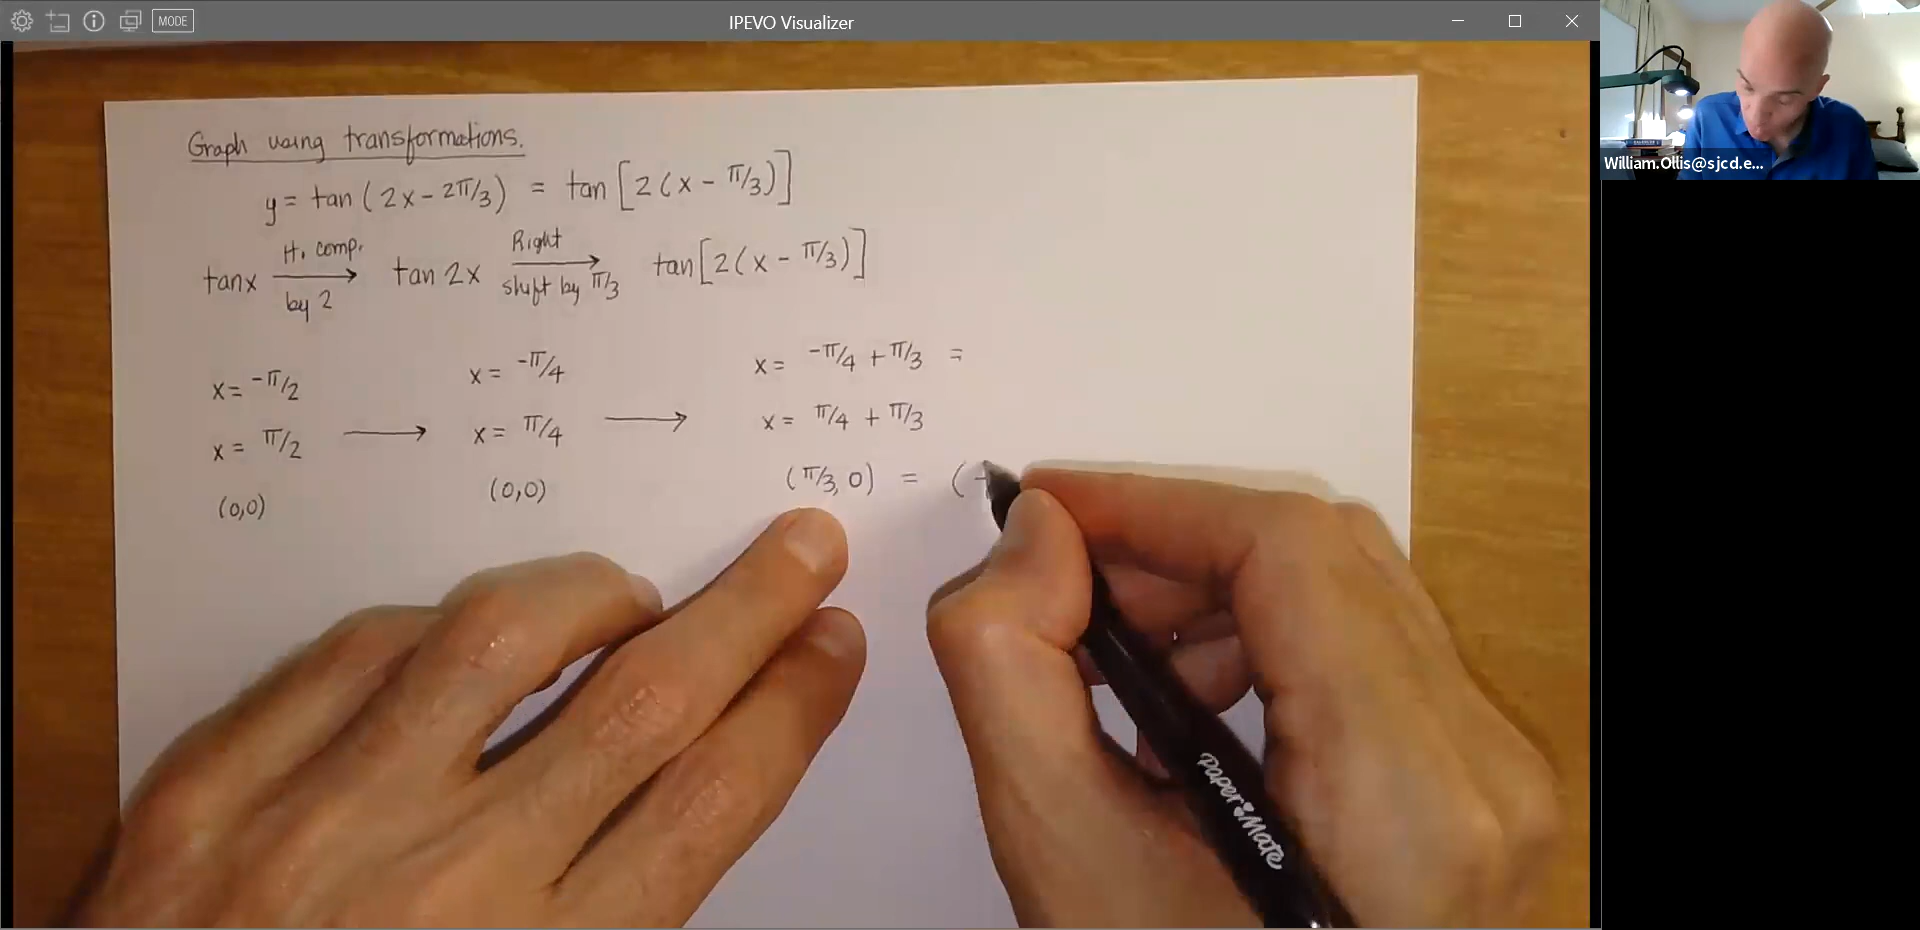 MODE
IPEVO Visualizer
Graph using transformations.
y = tan (2x - 2π/3) = tan [2(x - π/3)]
H. comp. Right
tanx → tan 2x → tan [2(x - π/3)]
by 2 shift by π/3
x = -π/2 x = -π/4 x = -π/4 + π/3 =
x = π/2 → x = π/4 → x = π/4 + π/3
(0,0) (0,0) (π/3, 0) = (
Paper Mate
William.Ollis@sjcd.e...